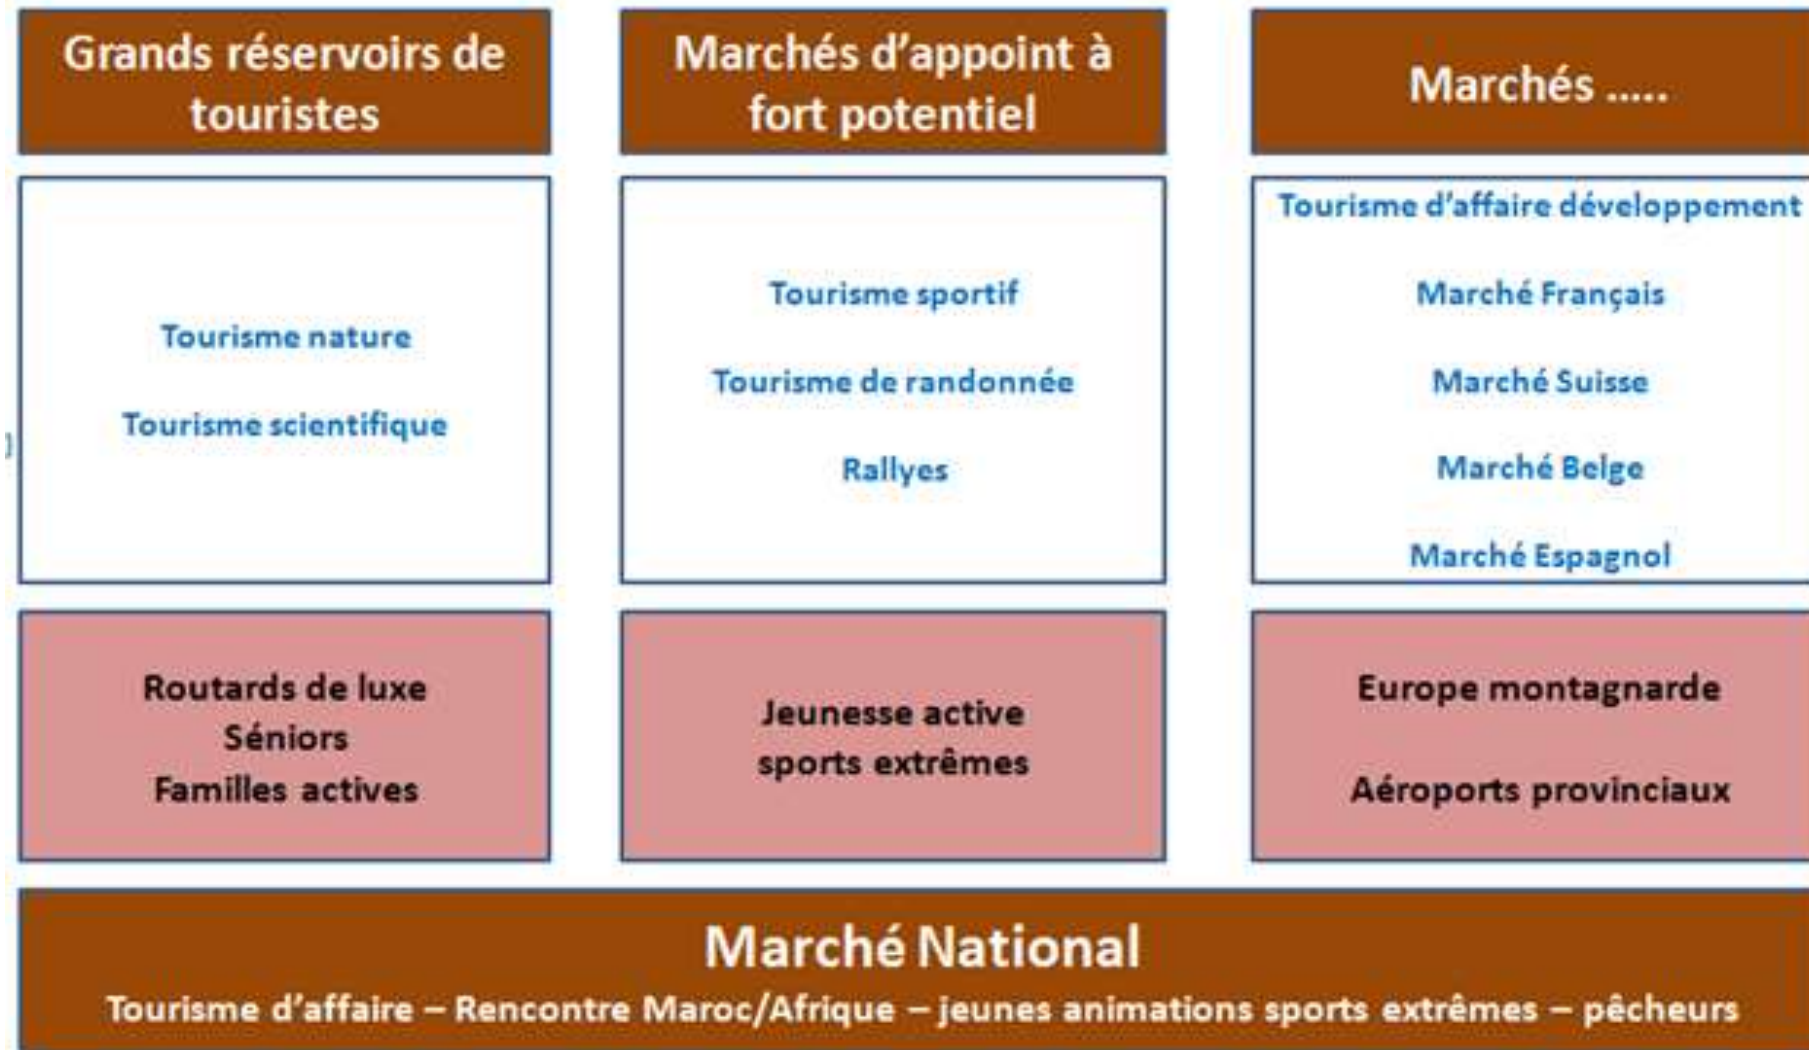 Grands réservoirs de
touristes
Marchés d'appoint à
fort potentiel
Marchés .....
Tourisme nature
Tourisme scientifique
Tourisme sportif
Tourisme de randonnée
Rallyes
Tourisme d'affaire développement
Marché Français
Marché Suisse
Marché Belge
Marché Espagnol
Routards de luxe
Séniors
Familles actives
Jeunesse active
sports extrêmes
Europe montagnarde
Aéroports provinciaux
Marché National
Tourisme d'affaire – Rencontre Maroc/Afrique – jeunes animations sports extrêmes – pêcheurs